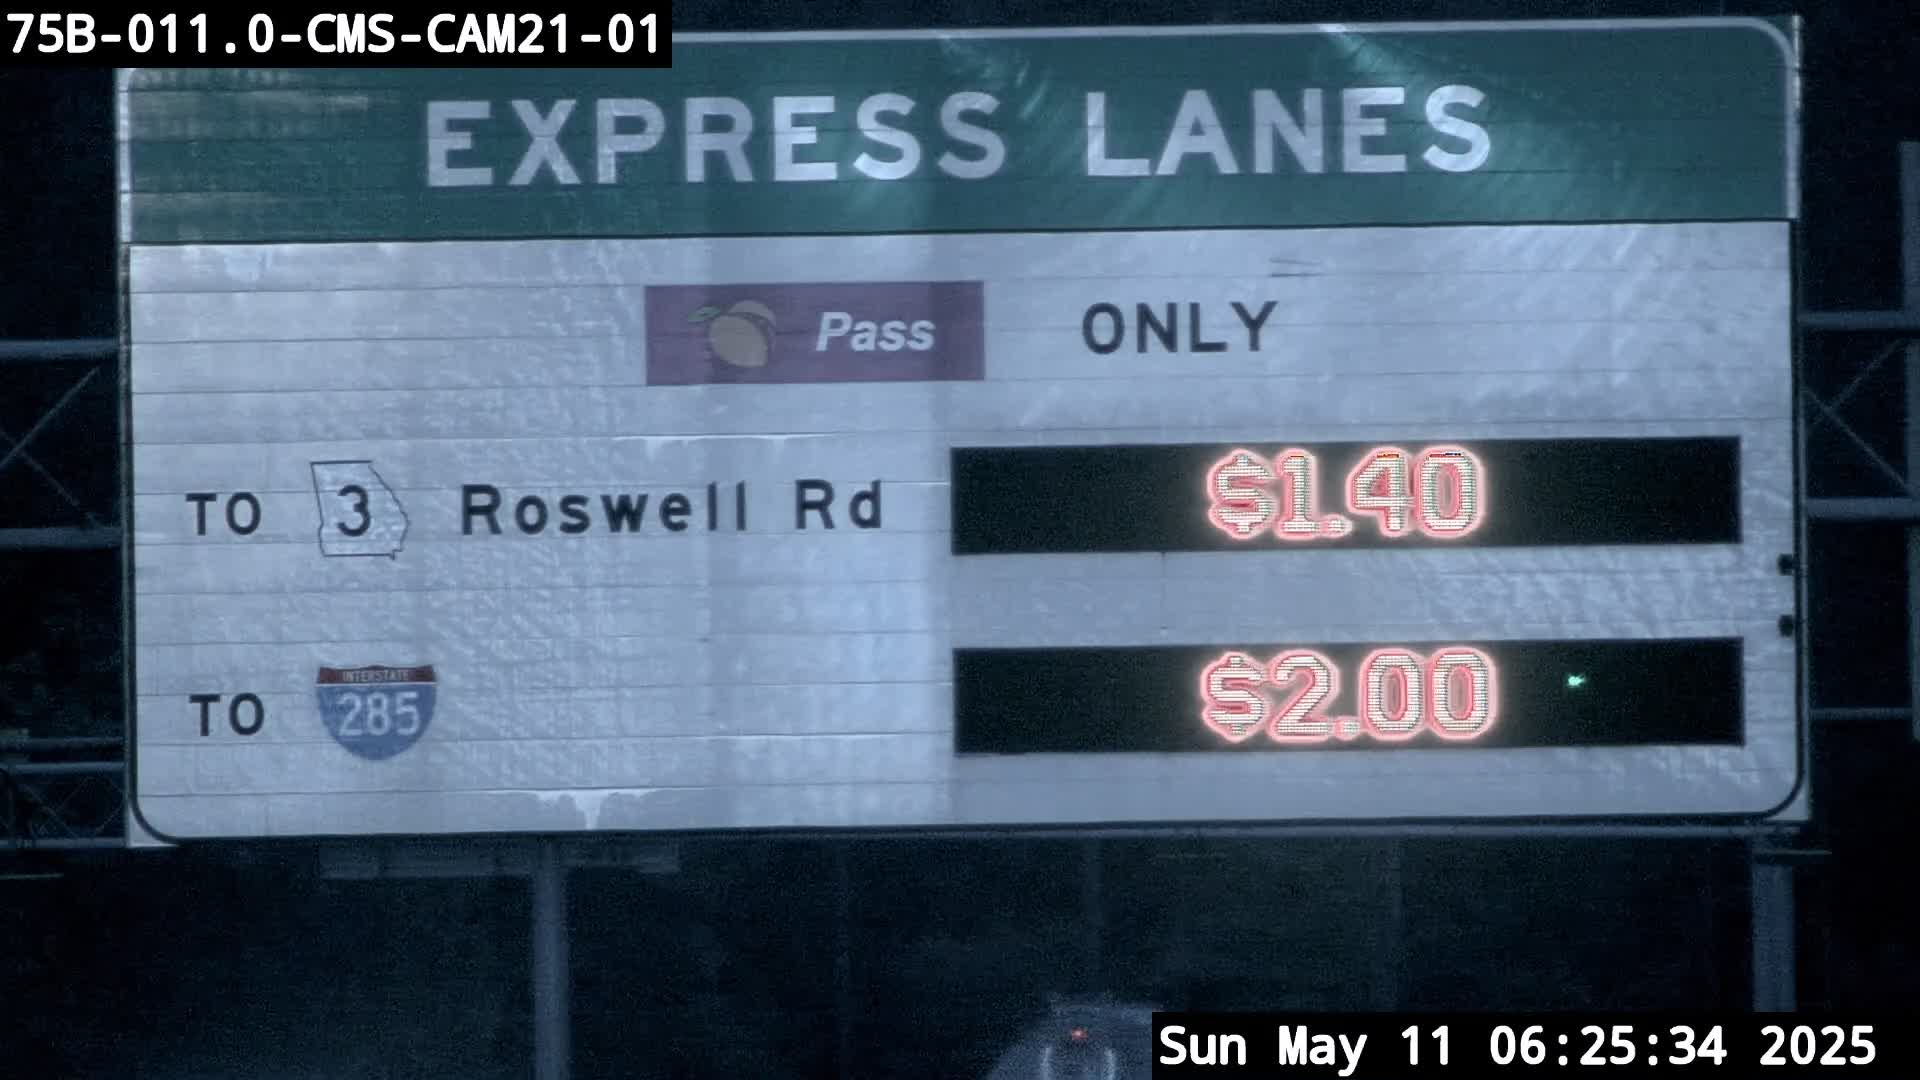 75B-011.0-CMS-CAM21-01
EXPRESS LANES
Pass ONLY
TO 3 Roswell Rd $1.40
TO INTERSTATE 285 $2.00
Sun May 11 06:25:34 2025